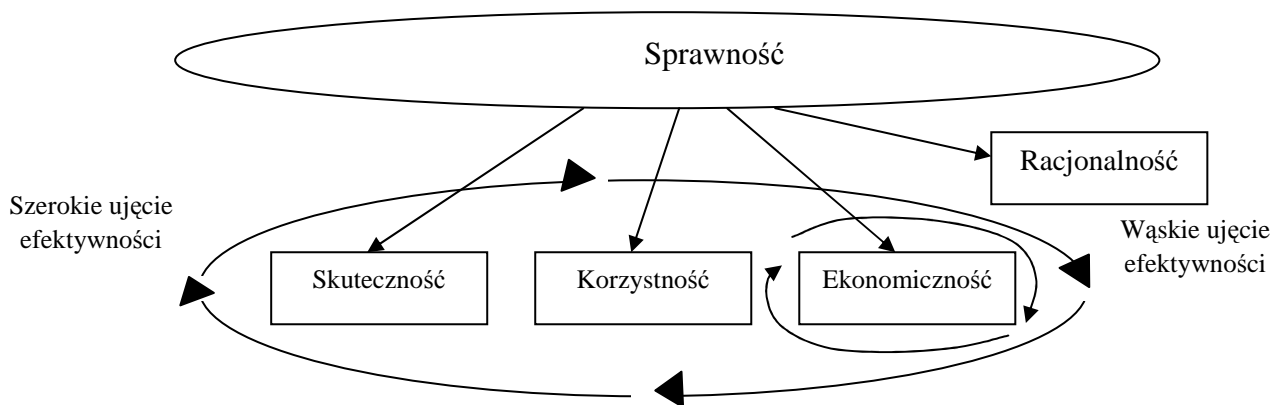 Sprawność
Racjonalność
Szerokie ujęcie
efektywności
Wąskie ujęcie
efektywności
Skuteczność
Korzystność
Ekonomiczność